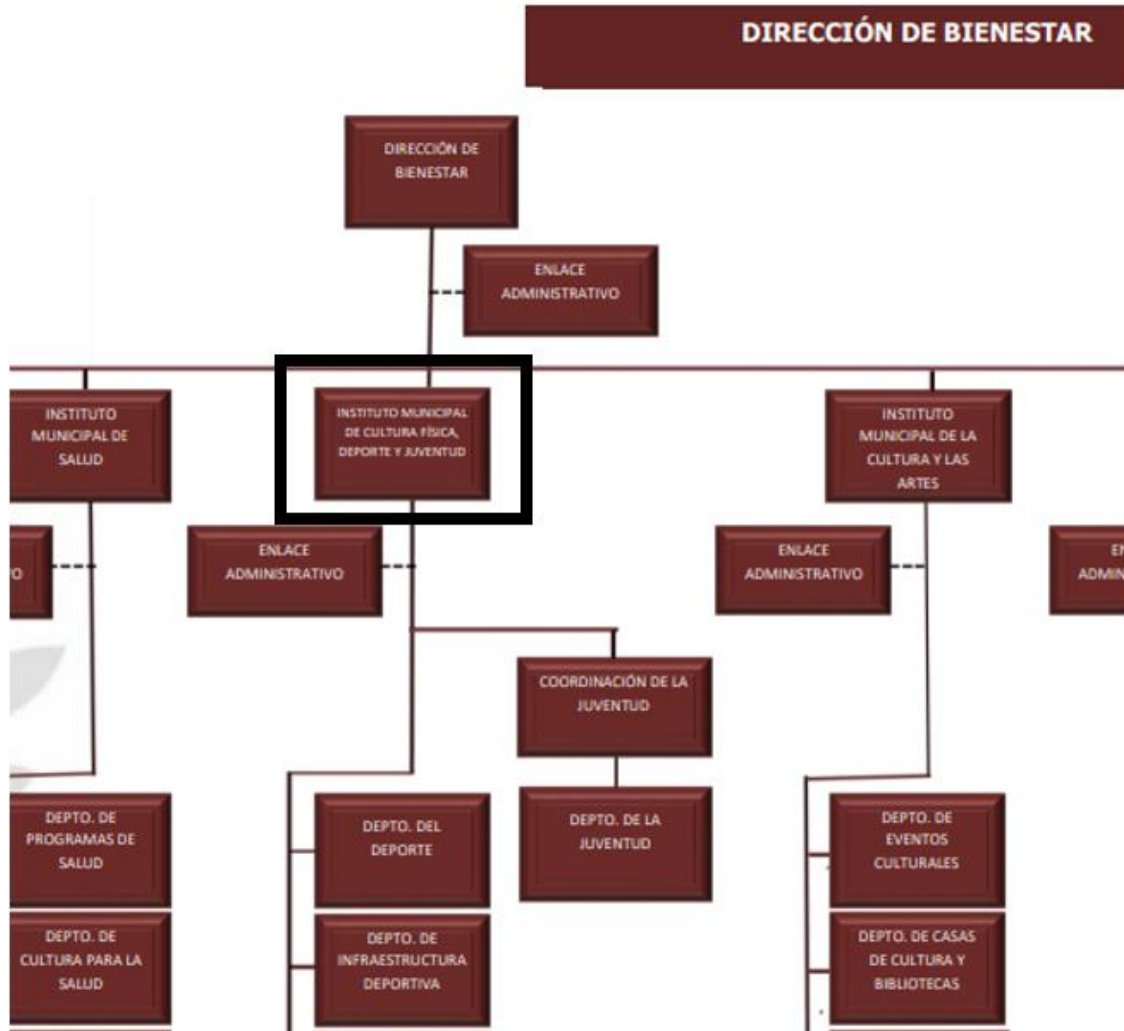 DIRECCIÓN DE BIENESTAR
DIRECCIÓN DE
BIENESTAR
ENLACE
ADMINISTRATIVO
INSTITUTO
MUNICIPAL DE
SALUD
INSTITUTO MUNICIPAL
DE CULTURA FÍSICA,
DEPORTE Y JUVENTUD
INSTITUTO
MUNICIPAL DE LA
CULTURA Y LAS
ARTES
ENLACE
ADMINISTRATIVO
ENLACE
ADMINISTRATIVO
COORDINACIÓN DE LA
JUVENTUD
DEPTO. DE
PROGRAMAS DE
SALUD
DEPTO. DEL
DEPORTE
DEPTO. DE LA
JUVENTUD
DEPTO. DE
EVENTOS
CULTURALES
DEPTO. DE
CULTURA PARA LA
SALUD
DEPTO. DE
INFRAESTRUCTURA
DEPORTIVA
DEPTO. DE CASAS
DE CULTURA Y
BIBLIOTECAS